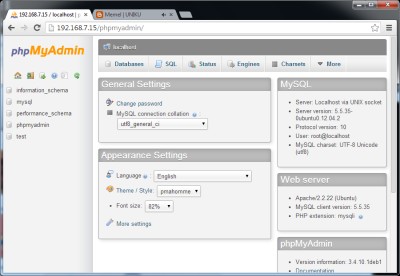 192.168.7.15 / localhost | p
Memel | UNIKU
192.168.7.15/phpmyadmin/
phpMyAdmin
localhost
Databases
SQL
Status
Engines
Charsets
More
information_schema
mysql
performance_schema
phpmyadmin
test
General Settings
Change password
MySQL connection collation
utf8_general_ci
Appearance Settings
Language
English
Theme / Style:
pmahomme
Font size:
82%
More settings
MySQL
Server: Localhost via UNIX socket
Server version: 5.5.35-
0ubuntu0.12.04.2
Protocol version: 10
User: root@localhost
MySQL charset: UTF-8 Unicode
(utf8)
Web server
Apache/2.2.22 (Ubuntu)
MySQL client version: 5.5.35
PHP extension: mysqli
phpMyAdmin
Version information: 3.4.10.1deb1
Documentation